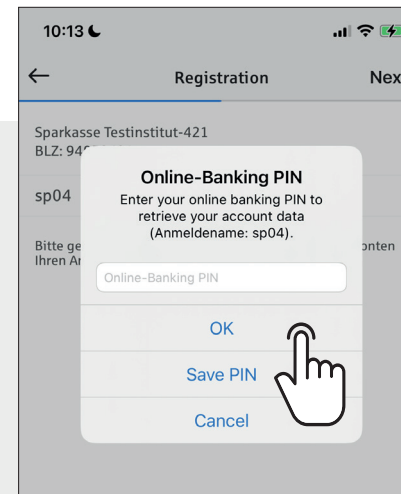 10:13
Registration
Nex
Sparkasse Testinstitut-421
BLZ: 94
Online-Banking PIN
sp04
Enter your online banking PIN to
retrieve your account data
(Anmeldename: sp04).
Bitte ge
onten
Ihren An
Online-Banking PIN
OK
Save PIN
Cancel